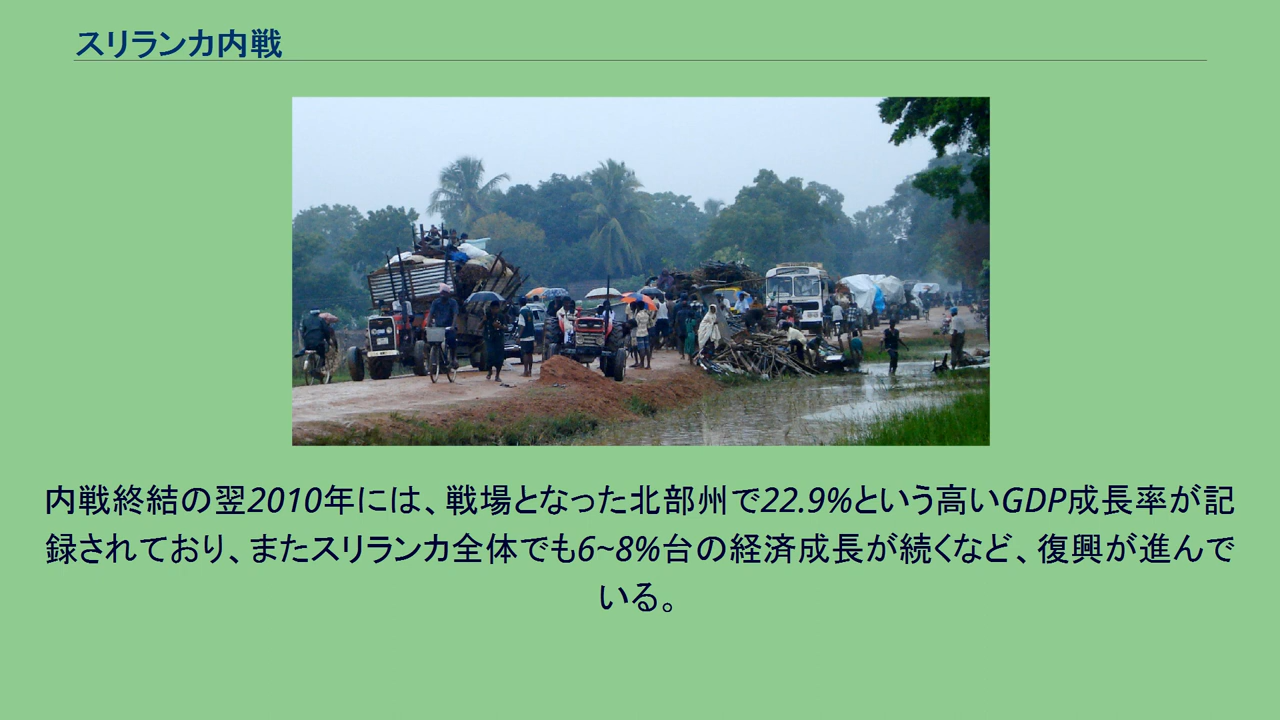 スリランカ内戦
内戦終結の翌2010年には、戦場となった北部州で22.9%という高いGDP成長率が記
録されており、またスリランカ全体でも6~8%台の経済成長が続くなど、復興が進んで
いる。